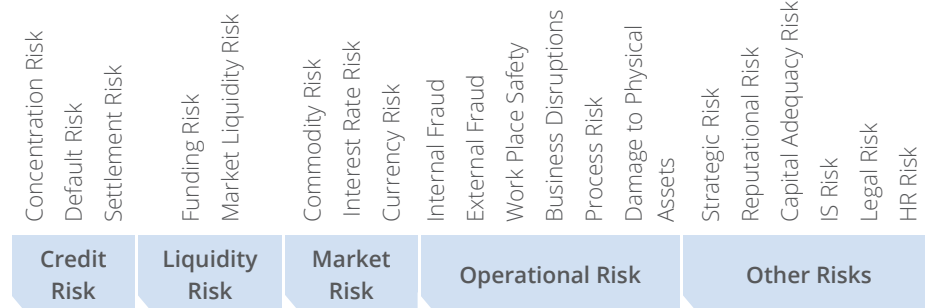 Concentration Risk
Default Risk
Settlement Risk
Funding Risk
Market Liquidity Risk
Commodity Risk
Interest Rate Risk
Currency Risk
Internal Fraud
External Fraud
Work Place Safety
Business Disruptions
Process Risk
Damage to Physical
Assets
Strategic Risk
Reputational Risk
Capital Adequacy Risk
IS Risk
Legal Risk
HR Risk
Credit
Risk
Liquidity
Risk
Market
Risk
Operational Risk
Other Risks